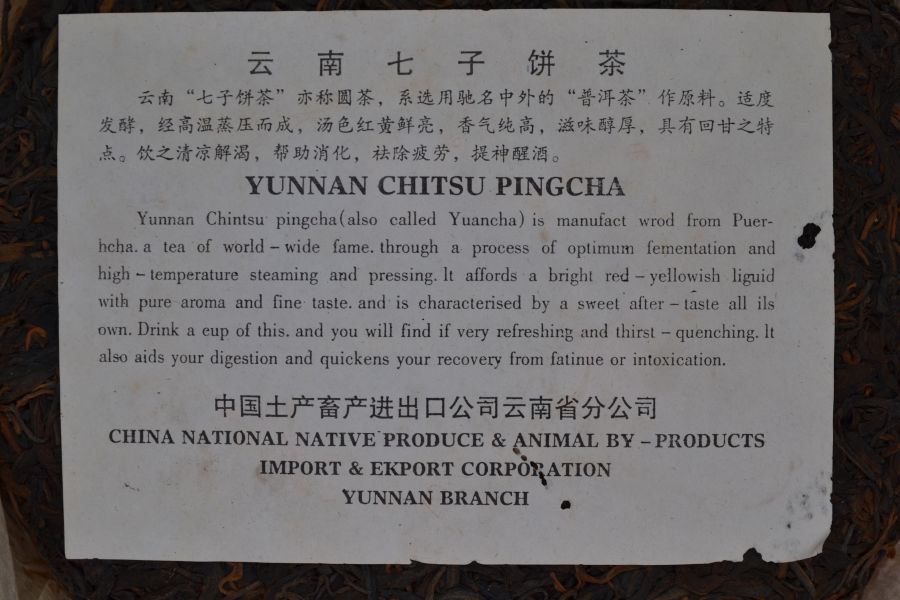 云南七子饼茶
云南“七子饼茶”亦称圆茶，系选用驰名中外的“普洱茶”作原料。适度
发酵，经高温蒸压而成，汤色红黄鲜亮，香气纯高，滋味醇厚，具有回甘之特
点。饮之清凉解渴，帮助消化，祛除疲劳，提神醒酒。
YUNNAN CHITSU PINGCHA
Yunnan Chintsu pingcha(also called Yuancha) is manufact wrod from Puer-
hcha. a tea of world-wide fame. through a process of optimum fementation and
high-temperature steaming and pressing. lt affords a bright red-yellowish liguid
with pure aroma and fine taste. and is characterised by a sweet after-taste all ils
own. Drink a eup of this. and you will find if very refreshing and thirst-quenching. lt
also aids your digestion and quickens your recovery from fatinue or intoxication.
中国土产畜产进出口公司云南省分公司
CHINA NATIONAL NATIVE PRODUCE & ANIMAL BY-PRODUCTS
IMPORT & EKPORT CORPORATION
YUNNAN BRANCH